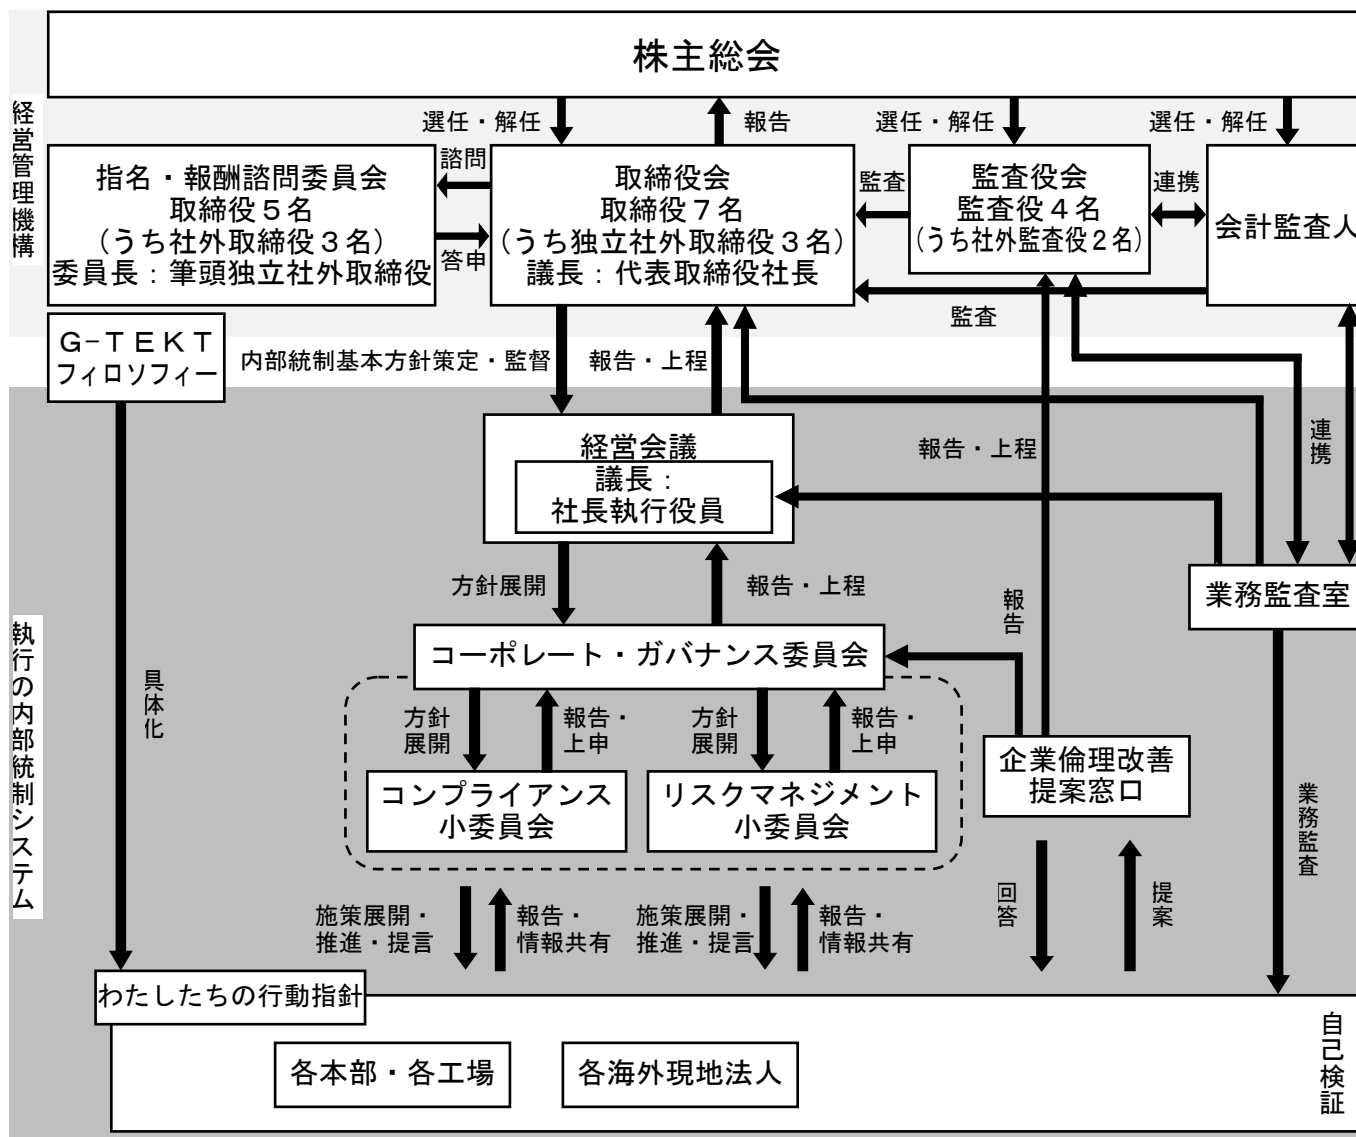 株主総会
経営管理機構
選任・解任
報告
選任・解任
選任・解任
指名・報酬諮問委員会
取締役５名
（うち社外取締役３名）
委員長：筆頭独立社外取締役
諮問
答申
取締役会
取締役７名
（うち独立社外取締役３名）
議長：代表取締役社長
監査
監査役会
監査役４名
（うち社外監査役２名）
連携
会計監査人
監査
Ｇ−ＴＥＫＴ
フィロソフィー
内部統制基本方針策定・監督
報告・上程
経営会議
議長：
社長執行役員
報告・上程
連携
方針展開
報告・上程
業務監査室
執行の内部統制システム
具体化
コーポレート・ガバナンス委員会
報告
方針
展開
報告・
上申
方針
展開
報告・
上申
コンプライアンス
小委員会
リスクマネジメント
小委員会
企業倫理改善
提案窓口
業務監査
施策展開・
推進・提言
報告・
情報共有
施策展開・
推進・提言
報告・
情報共有
回答
提案
わたしたちの行動指針
各本部・各工場
各海外現地法人
自己検証